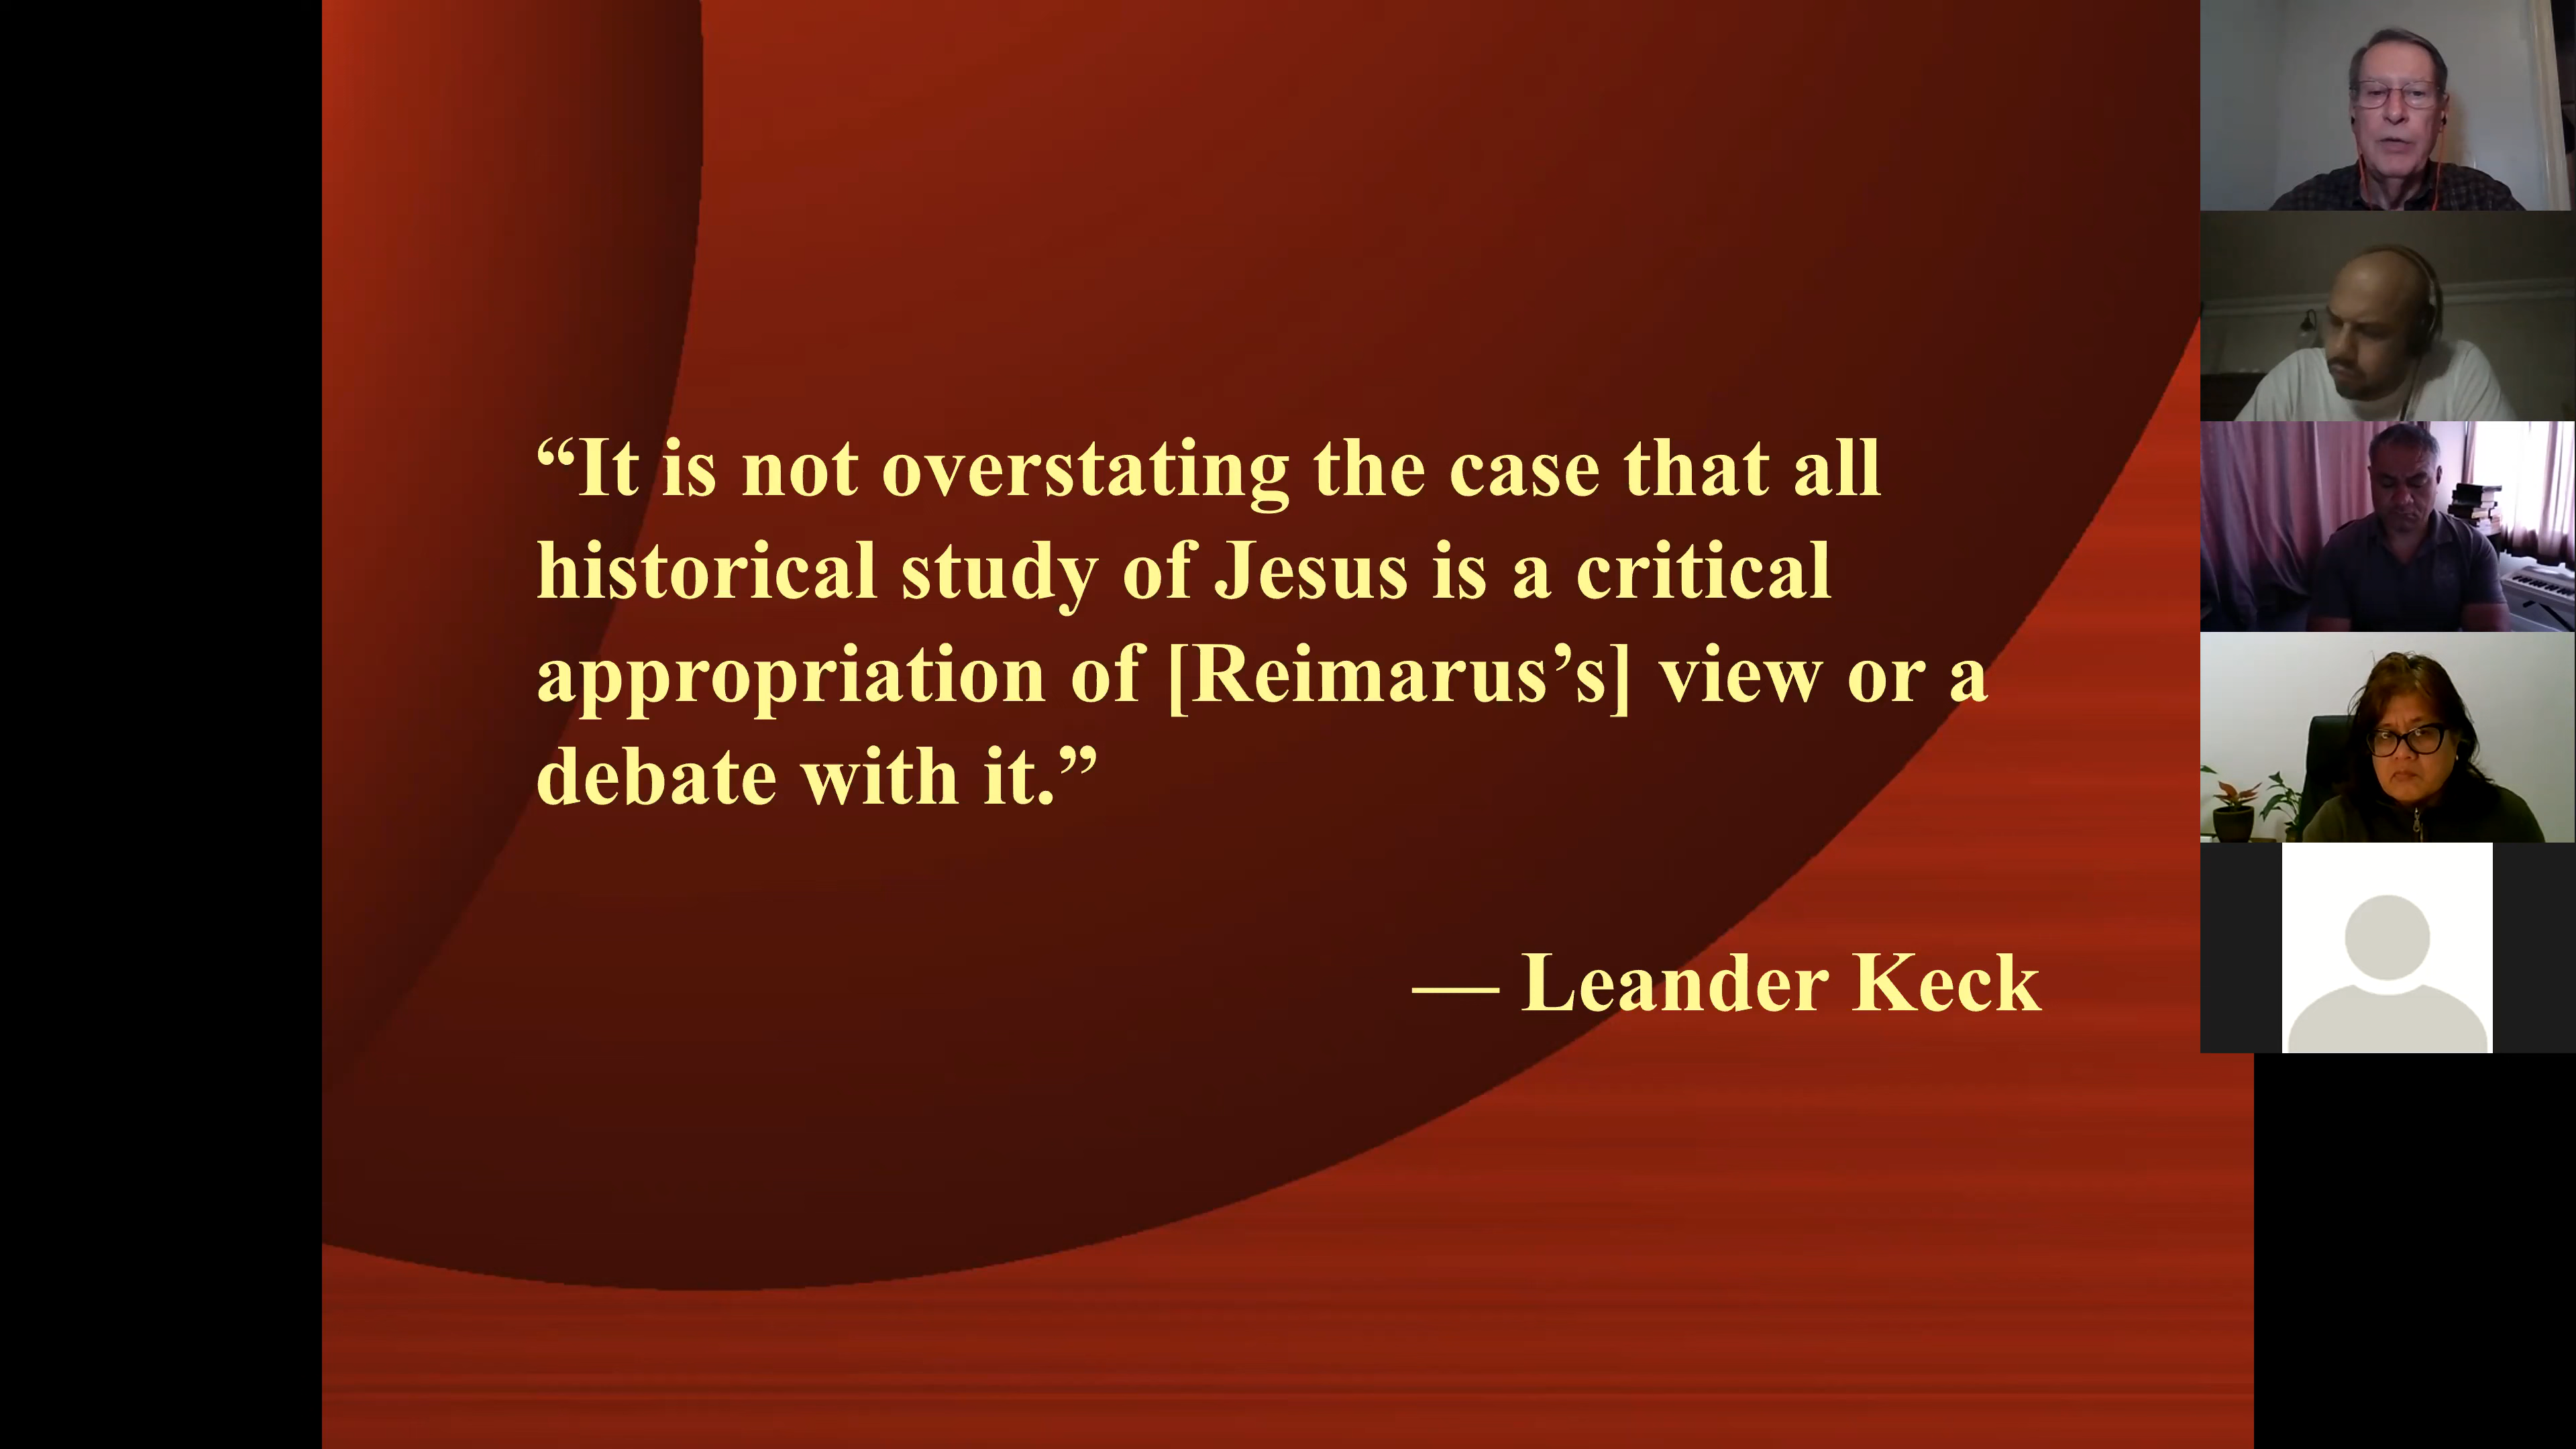 “It is not overstating the case that all
historical study of Jesus is a critical
appropriation of [Reimarus’s] view or a
debate with it.”
— Leander Keck